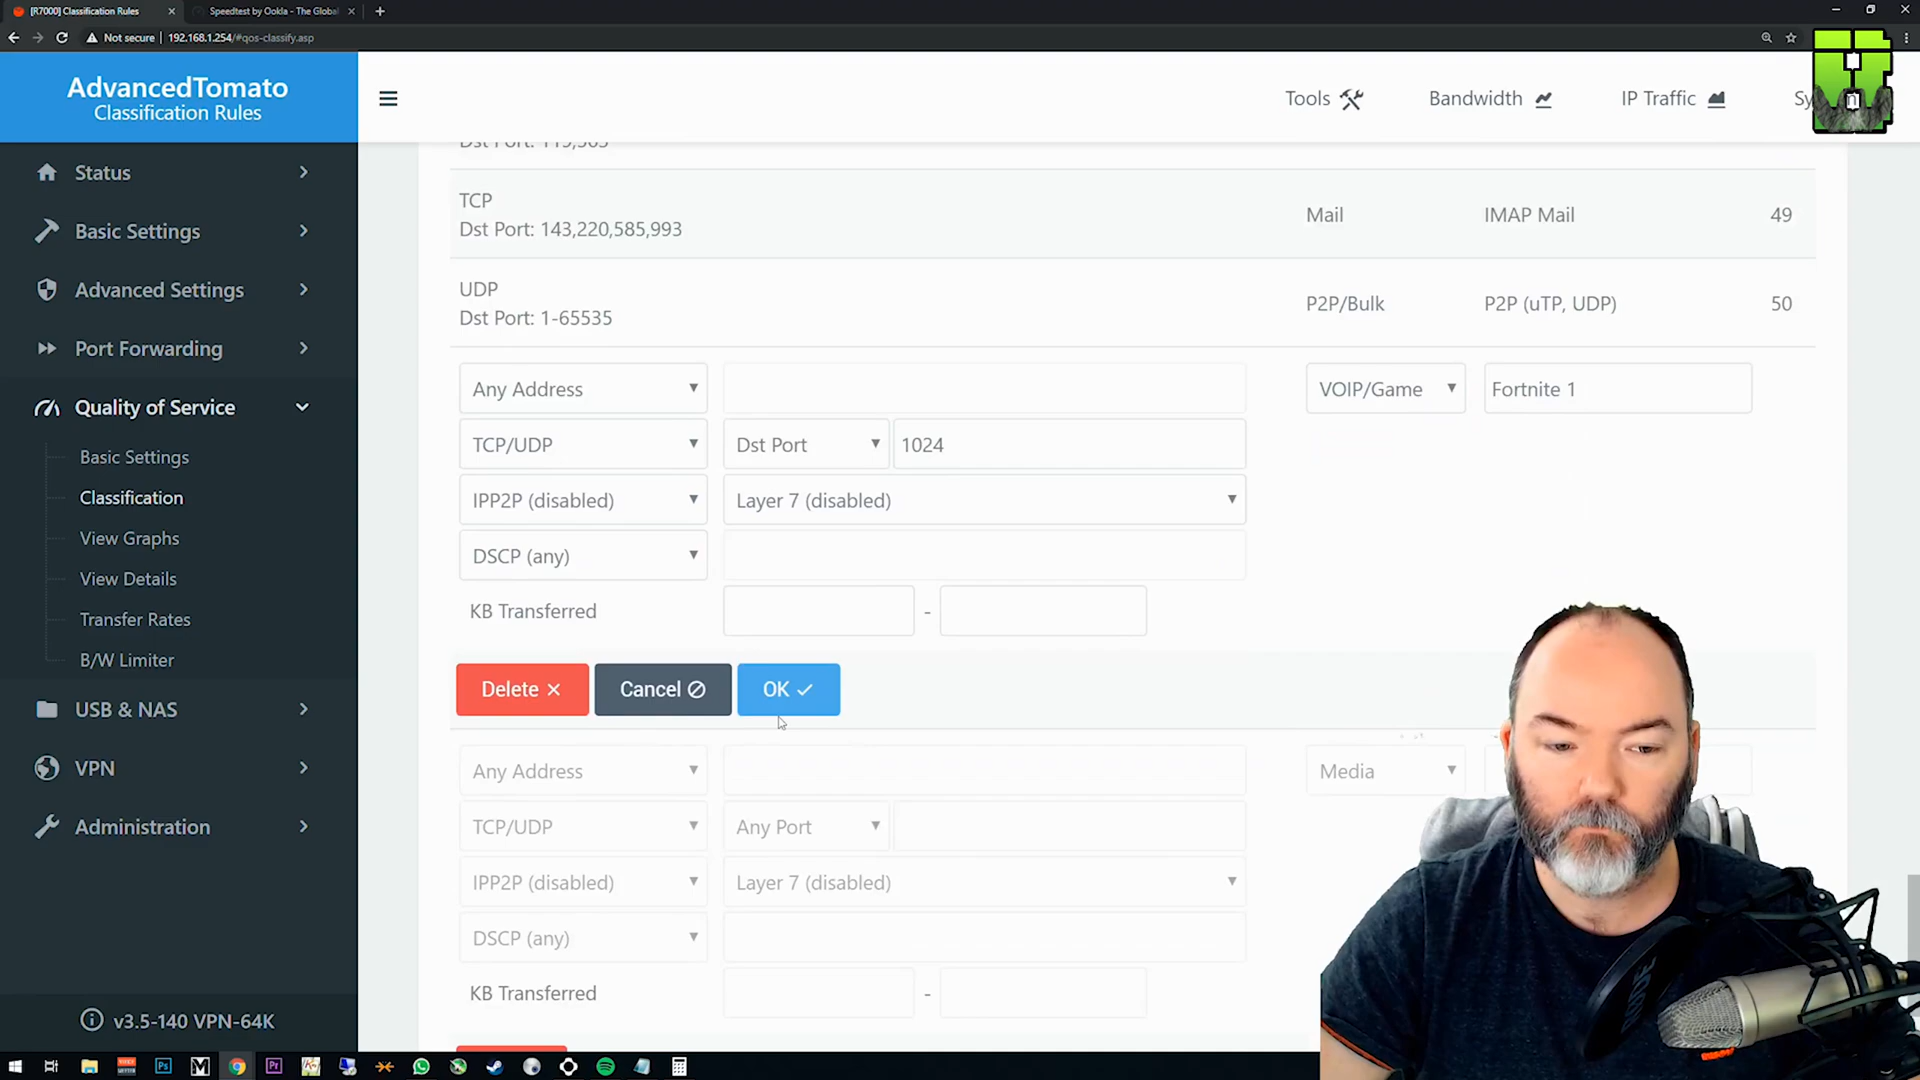 [R7000] Classification Rules
Speedtest by Ookla - The Global
Not secure
192.168.1.254/#qos-classify.asp
AdvancedTomato
Classification Rules
Tools
Bandwidth
IP Traffic
Status
Basic Settings
Advanced Settings
Port Forwarding
Quality of Service
Basic Settings
Classification
View Graphs
View Details
Transfer Rates
B/W Limiter
USB & NAS
VPN
Administration
v3.5-140 VPN-64K
TCP
Dst Port: 143,220,585,993
Mail
IMAP Mail
49
UDP
Dst Port: 1-65535
P2P/Bulk
P2P (uTP, UDP)
50
Any Address
VOIP/Game
Fortnite 1
TCP/UDP
Dst Port
1024
IPP2P (disabled)
Layer 7 (disabled)
DSCP (any)
KB Transferred
-
Delete
Cancel
OK
Any Address
Media
TCP/UDP
Any Port
IPP2P (disabled)
Layer 7 (disabled)
DSCP (any)
KB Transferred
-